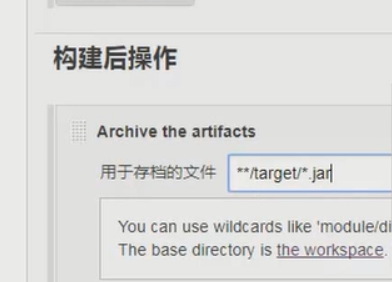 构建后操作
Archive the artifacts
用于存档的文件 **/target/*.jar
You can use wildcards like 'module/di
The base directory is the workspace.